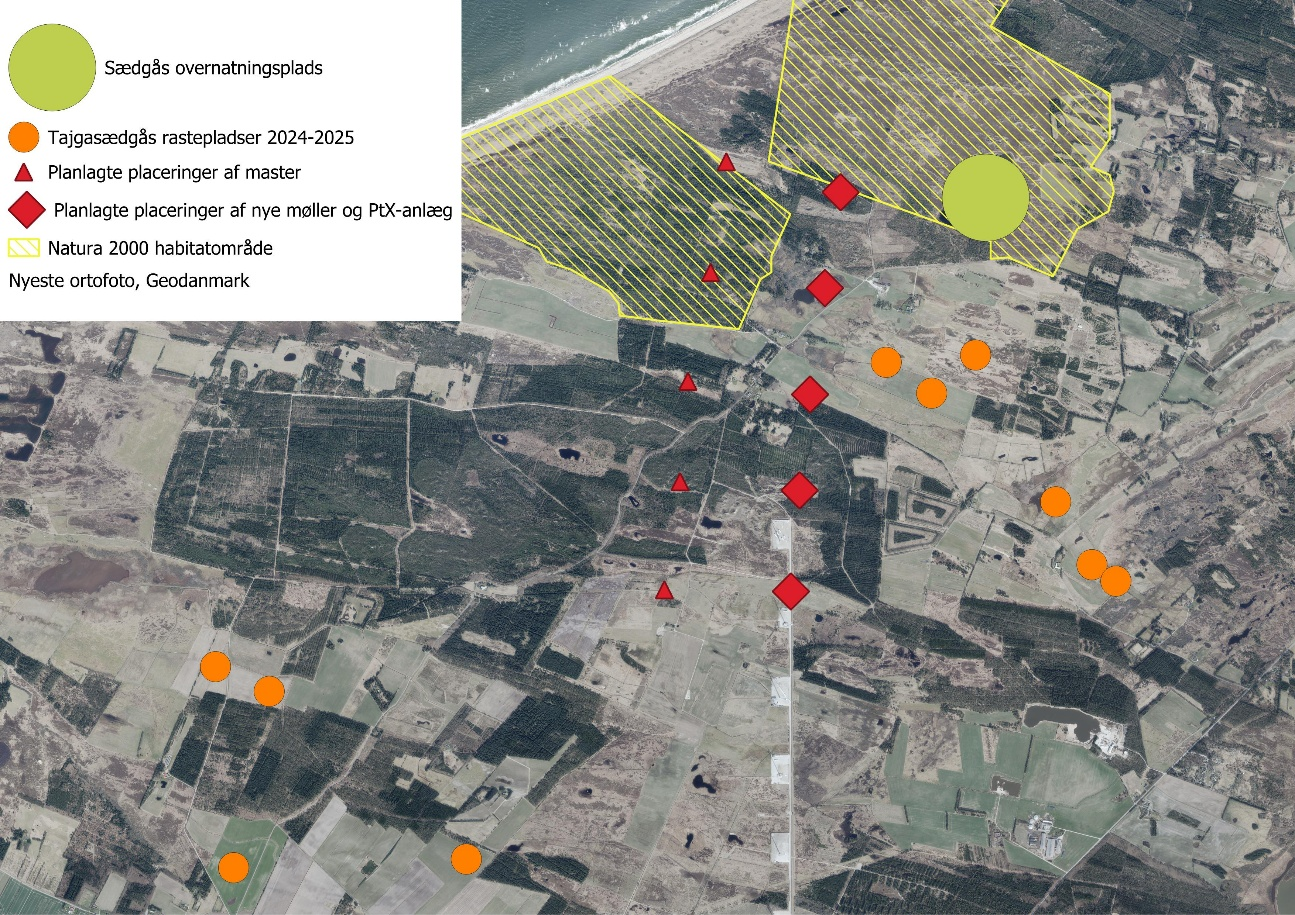 Sædgås overnatningsplads
Tajgasædgås rastepladser 2024-2025
Planlagte placeringer af master
Planlagte placeringer af nye møller og PtX-anlæg
Natura 2000 habitatområde
Nyeste ortofoto, Geodanmark